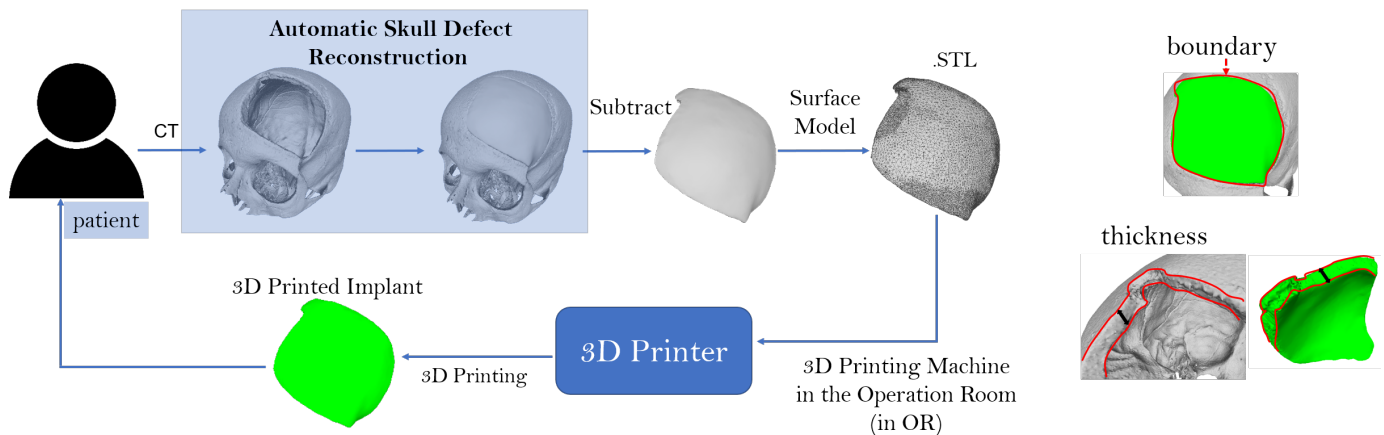 Automatic Skull Defect
Reconstruction
CT
patient
Subtract
Surface
Model
.STL
3D Printed Implant
3D Printing
3D Printer
3D Printing Machine
in the Operation Room
(in OR)
boundary
thickness